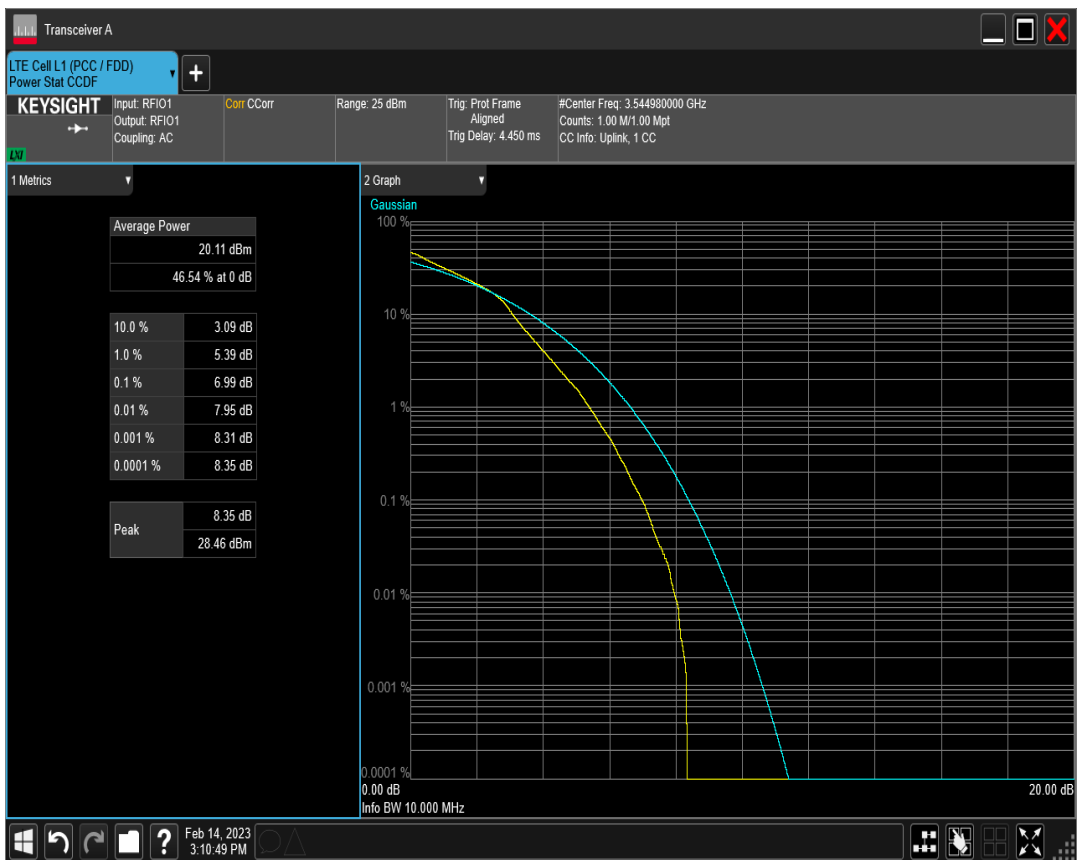 Transceiver A
LTE Cell L1 (PCC / FDD)
Power Stat CCDF
+
KEYSIGHT
LXI
Input: RFIO1
Output: RFIO1
Coupling: AC
Corr CCorr
Range: 25 dBm
Trig: Prot Frame
Aligned
Trig Delay: 4.450 ms
#Center Freq: 3.544980000 GHz
Counts: 1.00 M/1.00 Mpt
CC Info: Uplink, 1 CC
1 Metrics
Average Power
20.11 dBm
46.54 % at 0 dB
10.0 % 3.09 dB
1.0 % 5.39 dB
0.1 % 6.99 dB
0.01 % 7.95 dB
0.001 % 8.31 dB
0.0001 % 8.35 dB
Peak
8.35 dB
28.46 dBm
2 Graph
Gaussian
100 %
10 %
1 %
0.1 %
0.01 %
0.001 %
0.0001 %
0.00 dB 20.00 dB
Info BW 10.000 MHz
?
Feb 14, 2023
3:10:49 PM